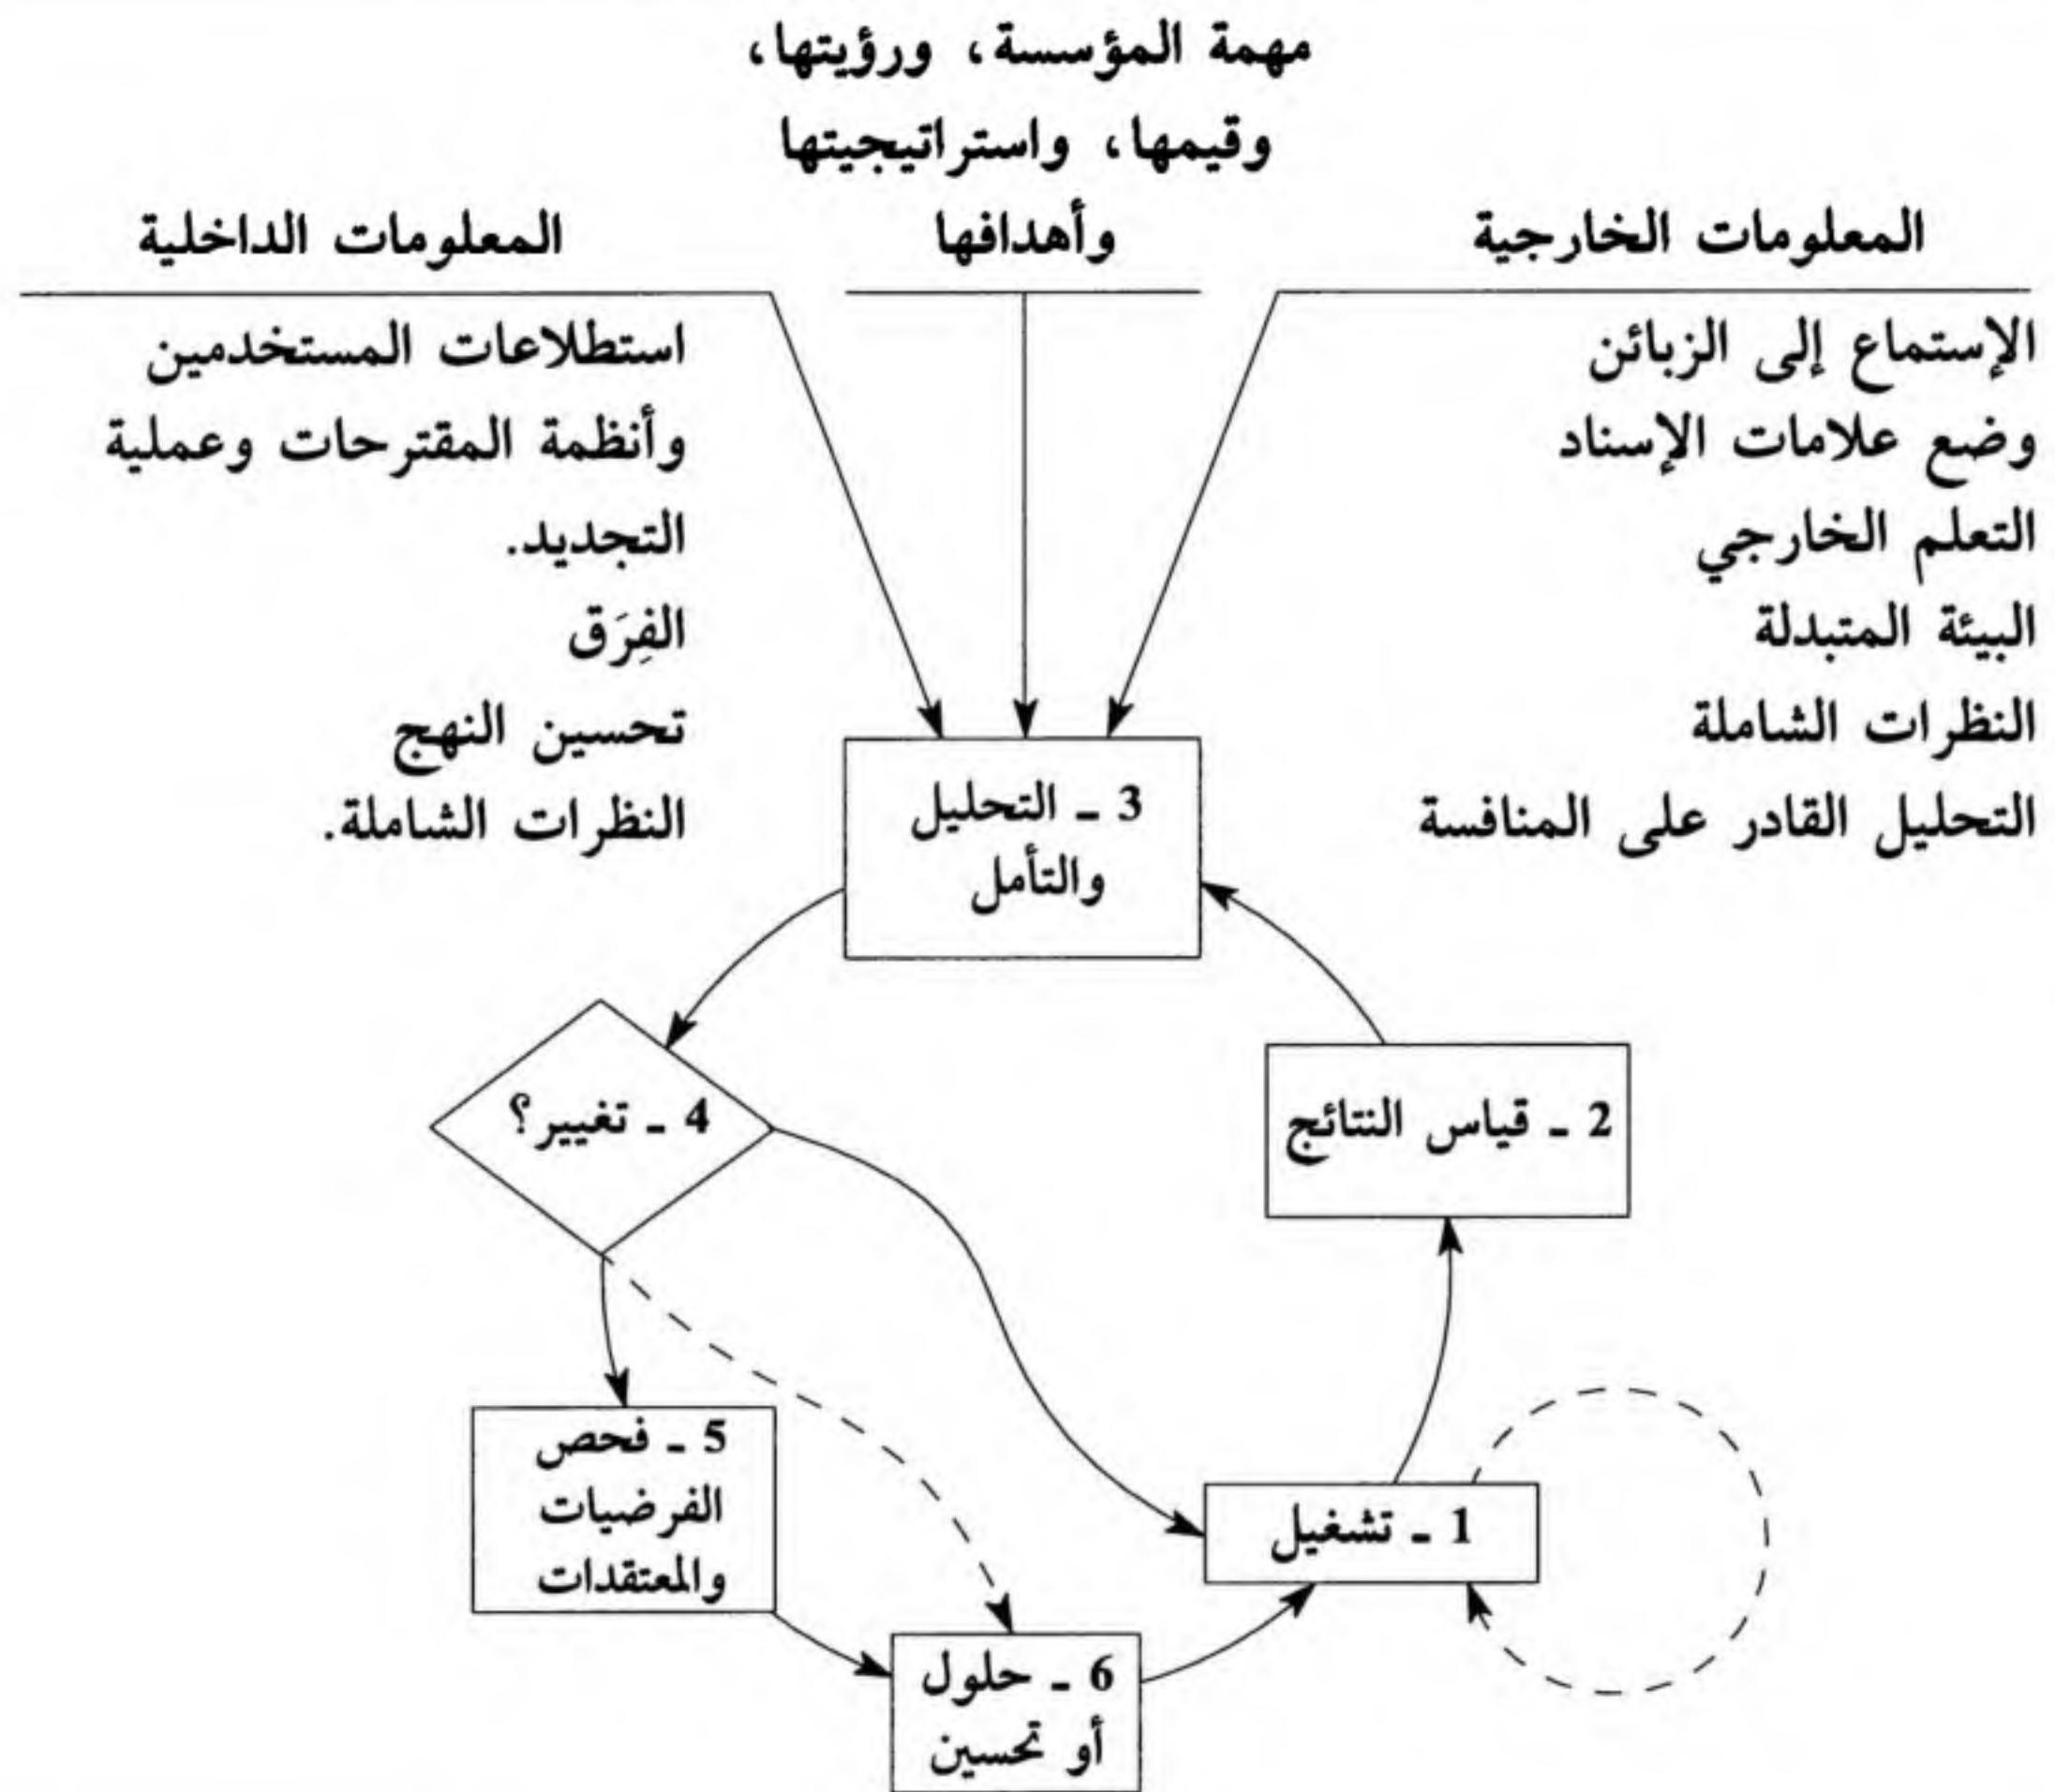 مهمة المؤسسة، ورؤيتها،
وقيمها، واستراتيجيتها
وأهدافها
المعلومات الخارجية
الإستماع إلى الزبائن
وضع علامات الإسناد
التعلم الخارجي
البيئة المتبدلة
النظرات الشاملة
التحليل القادر على المنافسة
المعلومات الداخلية
استطلاعات المستخدمين
وأنظمة المقترحات وعملية
التجديد.
الفِرَق
تحسين النهج
النظرات الشاملة.
3 ـ التحليل
والتأمل
2 ـ قياس النتائج
4 ـ تغيير؟
5 ـ فحص
الفرضيات
والمعتقدات
1 ـ تشغيل
6 ـ حلول
أو تحسين